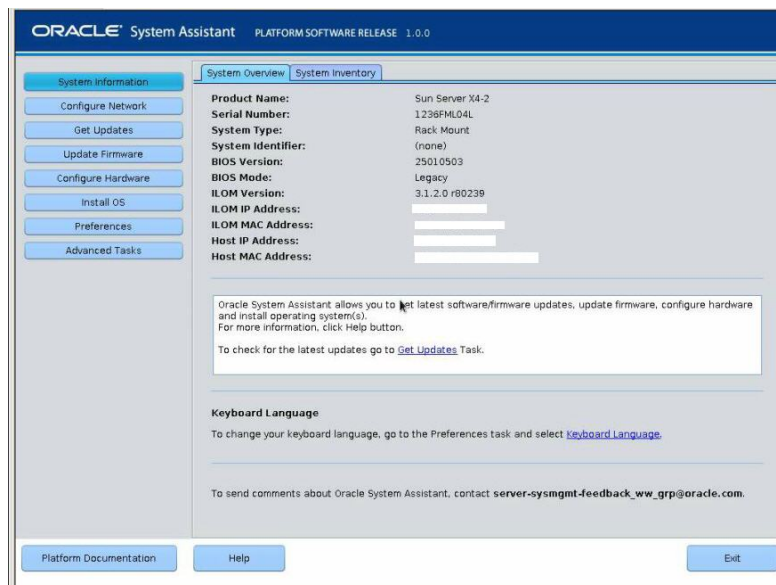 ORACLE System Assistant PLATFORM SOFTWARE RELEASE 1.0.0
System Information
Configure Network
Get Updates
Update Firmware
Configure Hardware
Install OS
Preferences
Advanced Tasks
System Overview System Inventory
Product Name: Sun Server X4-2
Serial Number: 1236FML04L
System Type: Rack Mount
System Identifier: (none)
BIOS Version: 25010503
BIOS Mode: Legacy
ILOM Version: 3.1.2.0 r80239
ILOM IP Address:
ILOM MAC Address:
Host IP Address:
Host MAC Address:
Oracle System Assistant allows you to get latest software/firmware updates, update firmware, configure hardware
and install operating system(s).
For more information, click Help button.
To check for the latest updates go to Get Updates Task.
Keyboard Language
To change your keyboard language, go to the Preferences task and select Keyboard Language.
To send comments about Oracle System Assistant, contact server-sysmgmt-feedback_ww_grp@oracle.com.
Platform Documentation Help Exit